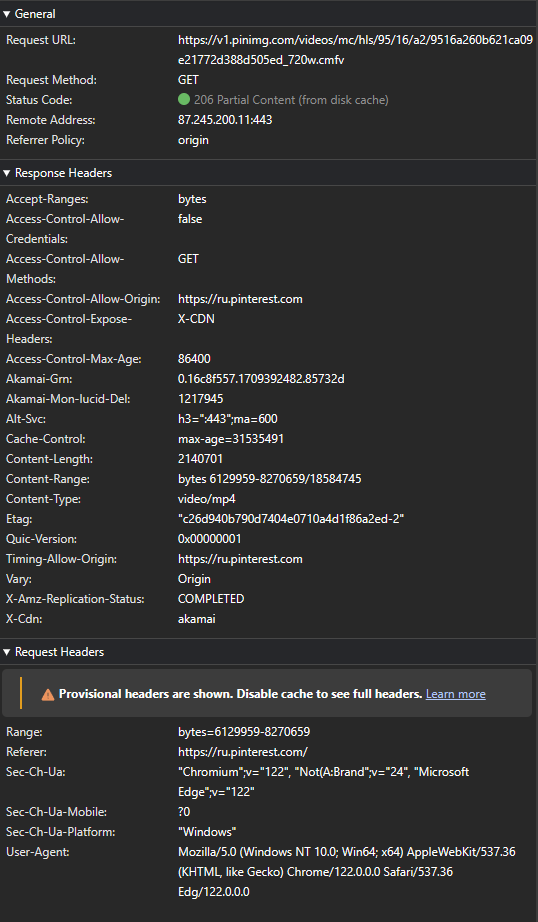 General
Request URL: https://v1.pinimg.com/videos/mc/hls/95/16/a2/9516a260b621ca09
e21772d388d505ed_720w.cmfv
Request Method: GET
Status Code: 206 Partial Content (from disk cache)
Remote Address: 87.245.200.11:443
Referrer Policy: origin
Response Headers
Accept-Ranges: bytes
Access-Control-Allow- false
Credentials:
Access-Control-Allow- GET
Methods:
Access-Control-Allow-Origin: https://ru.pinterest.com
Access-Control-Expose- X-CDN
Headers:
Access-Control-Max-Age: 86400
Akamai-Grn: 0.16c8f557.1709392482.85732d
Akamai-Mon-Iucid-Del: 1217945
Alt-Svc: h3=":443";ma=600
Cache-Control: max-age=31535491
Content-Length: 2140701
Content-Range: bytes 6129959-8270659/18584745
Content-Type: video/mp4
Etag: "c26d940b790d7404e0710a4d1f86a2ed-2"
Quic-Version: 0x00000001
Timing-Allow-Origin: https://ru.pinterest.com
Vary: Origin
X-Amz-Replication-Status: COMPLETED
X-Cdn: akamai
Request Headers
Provisional headers are shown. Disable cache to see full headers. Learn more
Range: bytes=6129959-8270659
Referer: https://ru.pinterest.com/
Sec-Ch-Ua: "Chromium";v="122", "Not(A:Brand";v="24", "Microsoft
Edge";v="122"
Sec-Ch-Ua-Mobile: ?0
Sec-Ch-Ua-Platform: "Windows"
User-Agent: Mozilla/5.0 (Windows NT 10.0; Win64; x64) AppleWebKit/537.36
(KHTML, like Gecko) Chrome/122.0.0.0 Safari/537.36
Edg/122.0.0.0